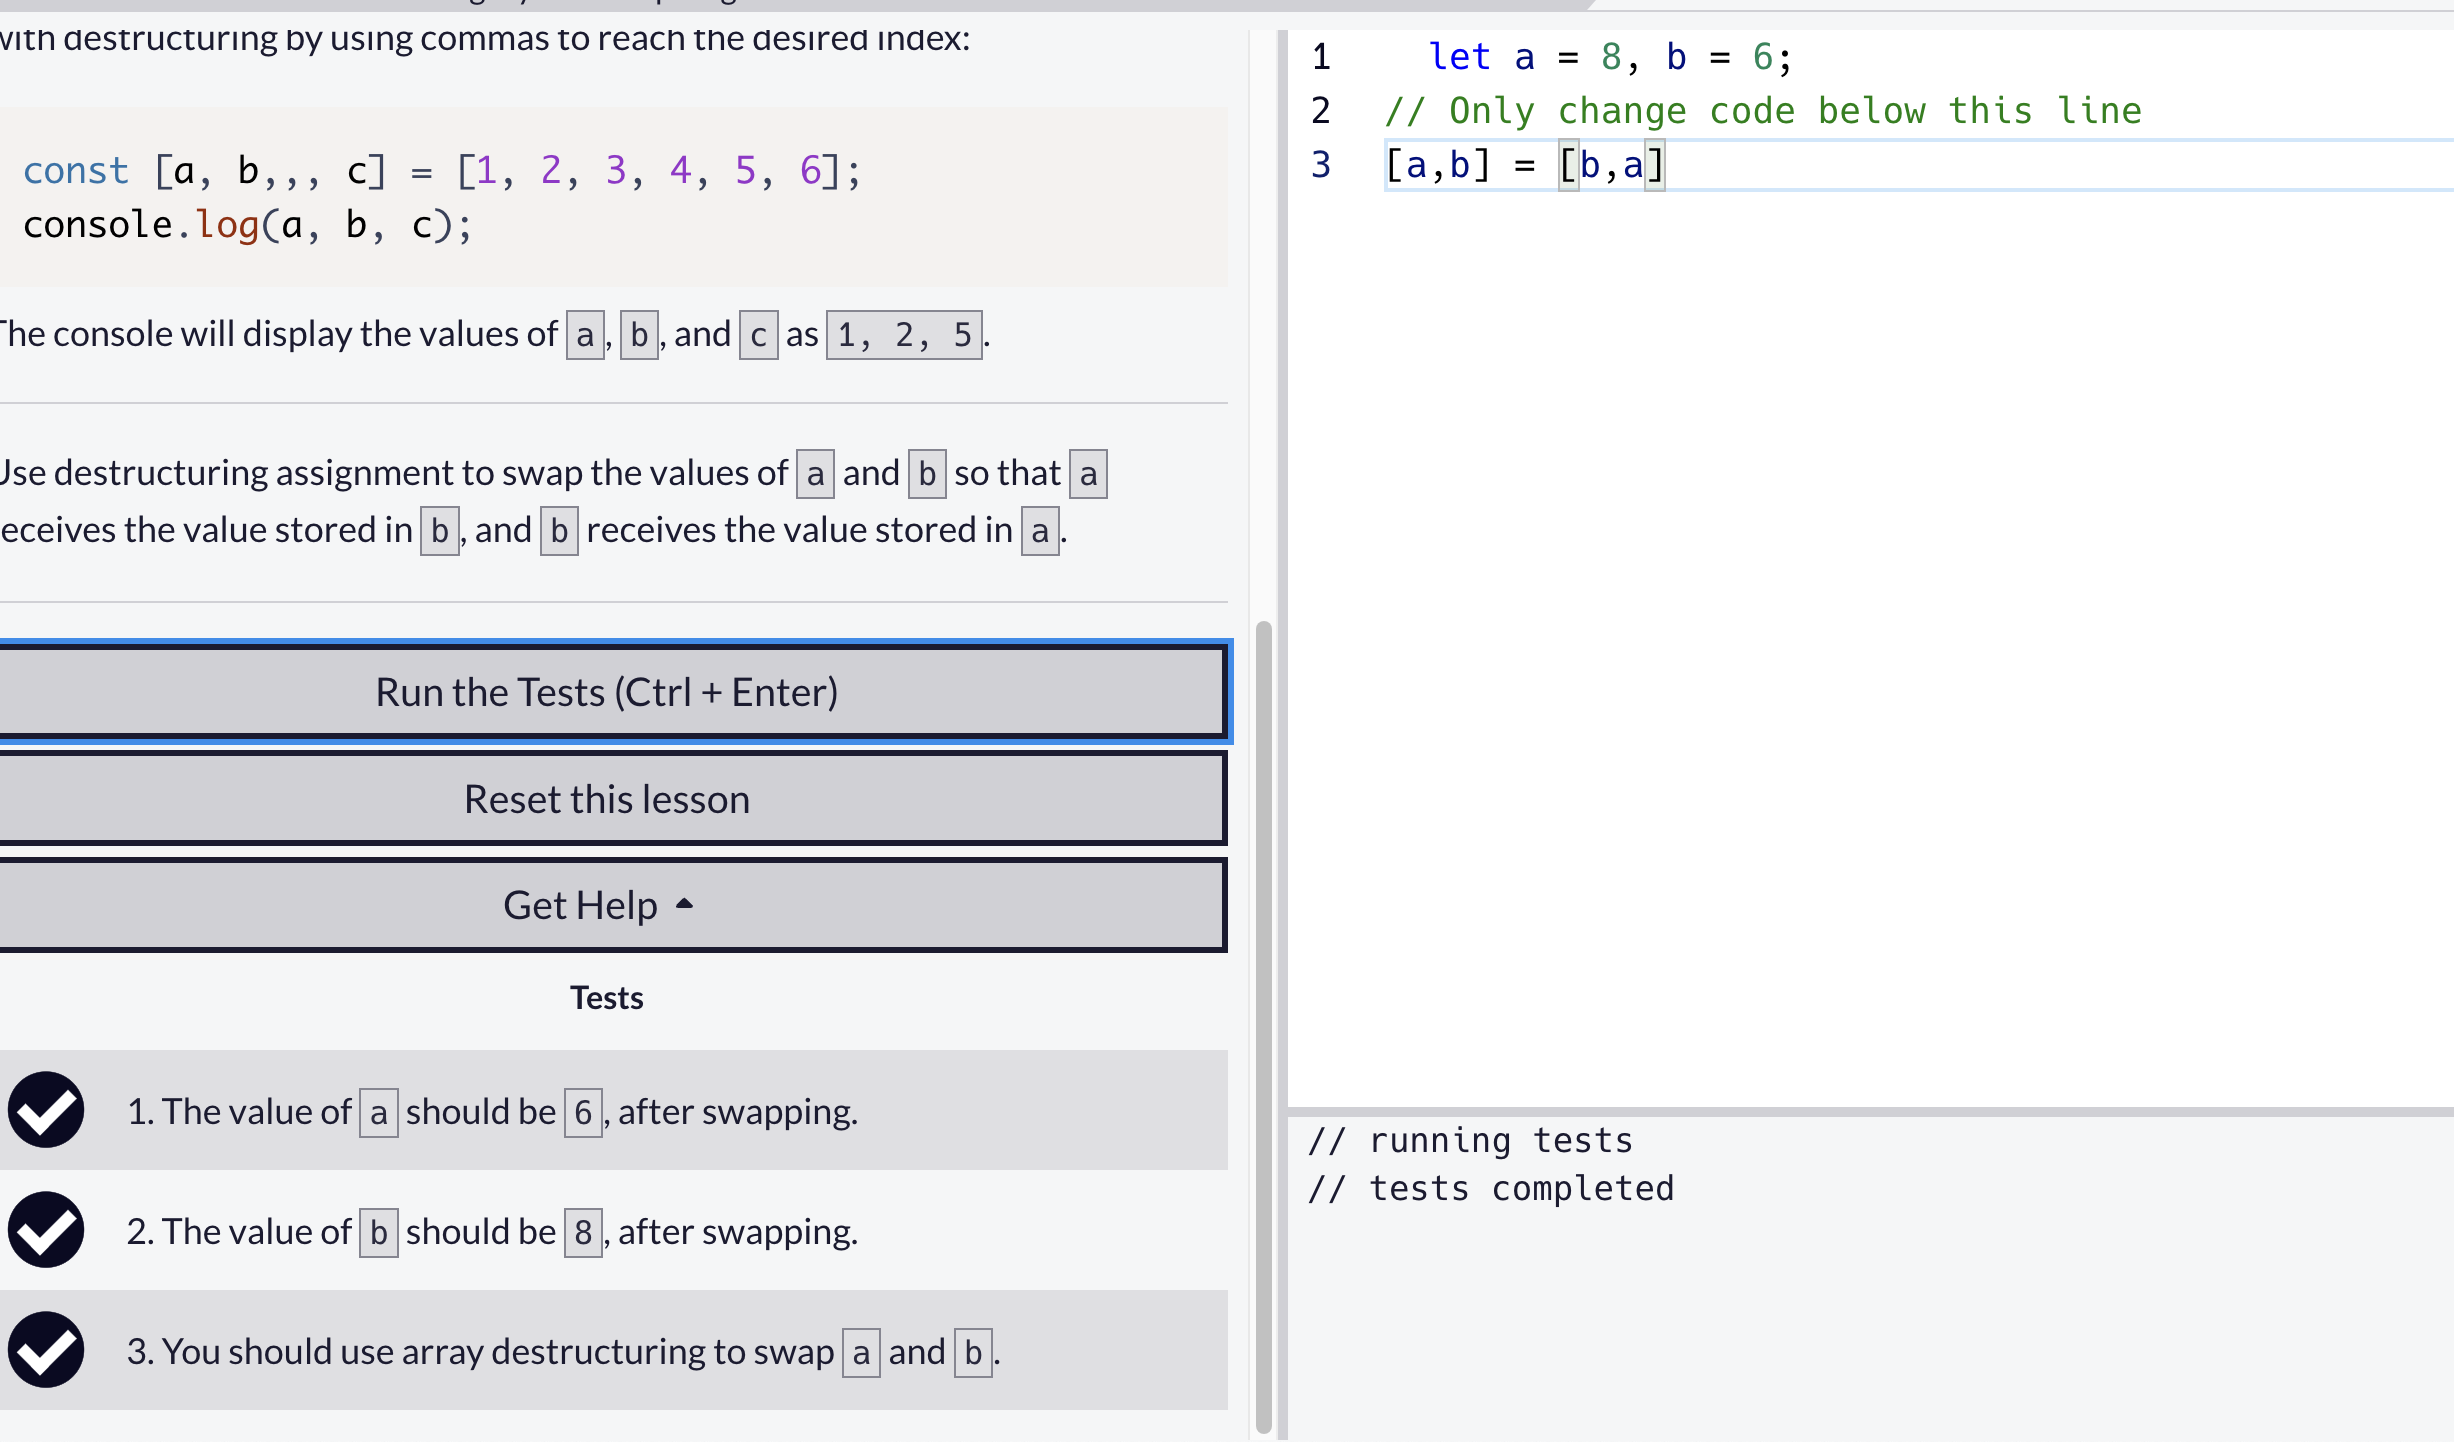 with destructuring by using commas to reach the desired index:
const [a, b,,, c] = [1, 2, 3, 4, 5, 6];
console.log(a, b, c);
The console will display the values of a, b, and c as 1, 2, 5.
Use destructuring assignment to swap the values of a and b so that a
receives the value stored in b, and b receives the value stored in a.
Run the Tests (Ctrl + Enter)
Reset this lesson
Get Help
Tests
1. The value of a should be 6, after swapping.
2. The value of b should be 8, after swapping.
3. You should use array destructuring to swap a and b.
1 let a = 8, b = 6;
2 // Only change code below this line
3 [a,b] = [b,a]
// running tests
// tests completed